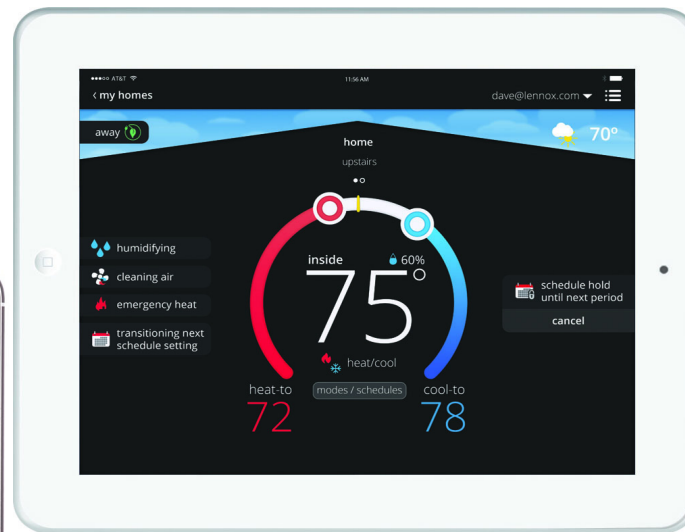 ●●●○○ AT&T
11:56 AM
‹ my homes
dave@lennox.com
away
70°
home
upstairs
humidifying
cleaning air
emergency heat
transitioning next
schedule setting
inside
60%
75°
heat/cool
modes / schedules
heat-to
72
cool-to
78
schedule hold
until next period
cancel